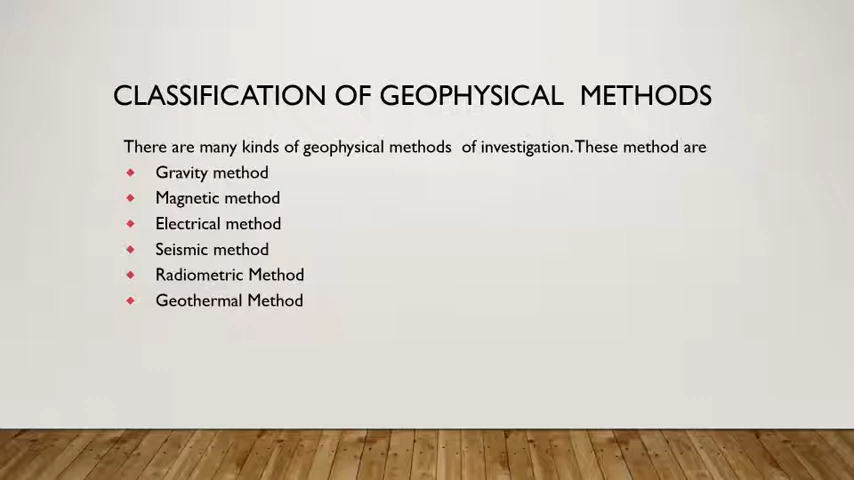 CLASSIFICATION OF GEOPHYSICAL METHODS
There are many kinds of geophysical methods of investigation. These method are
Gravity method
Magnetic method
Electrical method
Seismic method
Radiometric Method
Geothermal Method